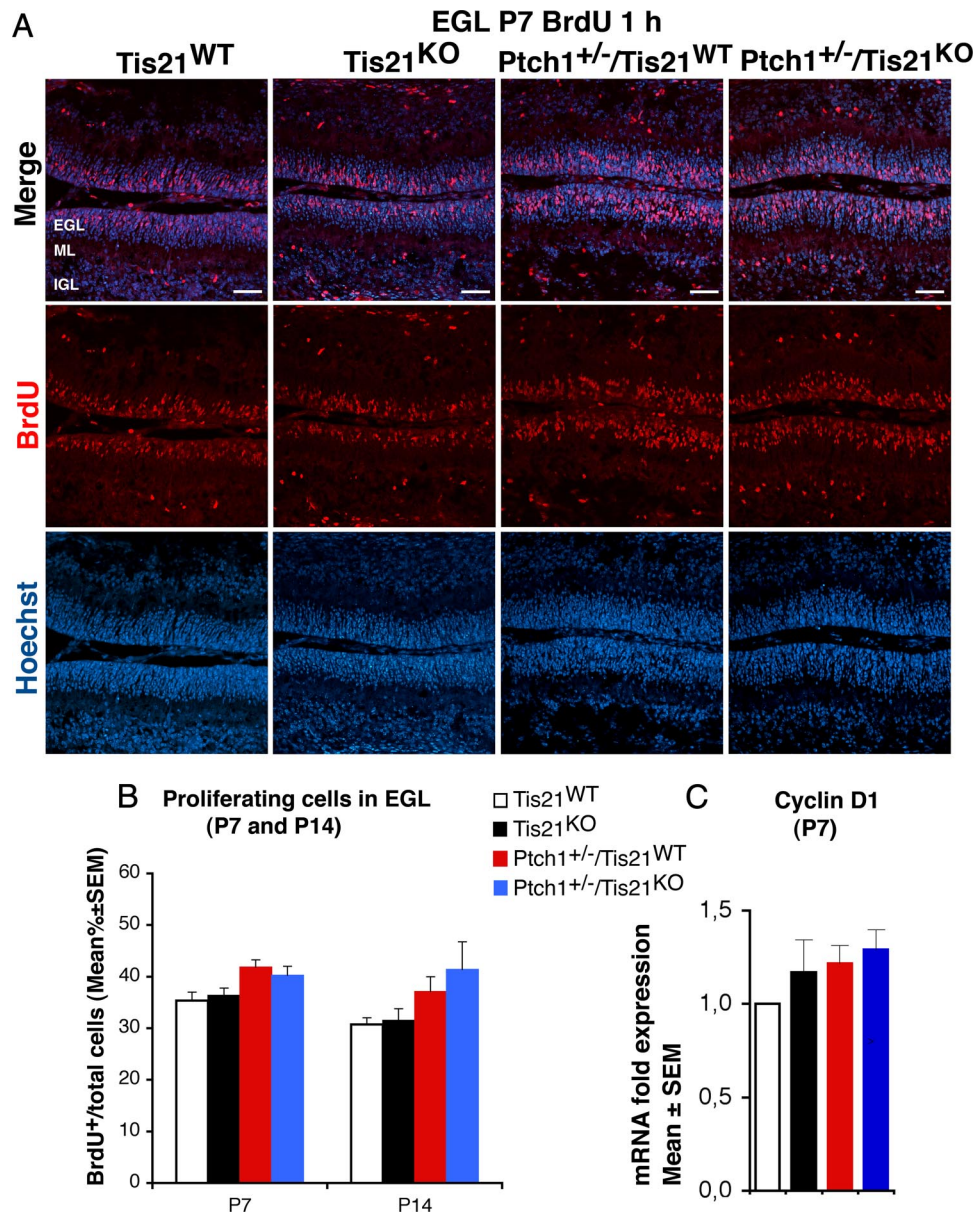 A
EGL P7 BrdU 1 h
Tis21WT Tis21KO Ptch1+/-/Tis21WT Ptch1+/-/Tis21KO
Merge
EGL
ML
IGL
BrdU
Hoechst
B Proliferating cells in EGL
(P7 and P14)
Tis21WT
Tis21KO
Ptch1+/-/Tis21WT
Ptch1+/-/Tis21KO
BrdU+/total cells (Mean%±SEM)
60
50
40
30
20
10
0
P7 P14
C Cyclin D1
(P7)
mRNA fold expression
Mean ± SEM
1,5
1,0
0,5
0,0